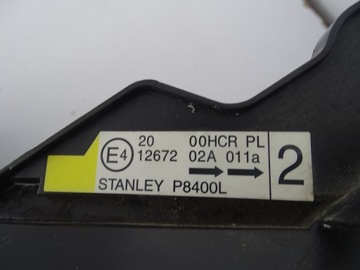 20 00HCR PL
E4 12672 02A 011a
2
STANLEY P8400L